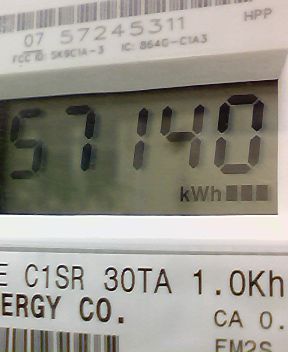 HPP
07 57245311
FCC ID: SK9C1A-3 IC: 864G-C1A3
57140
kWh
E C1SR 30TA 1.0Kh
ERGY CO.
CA 0.
FM2S